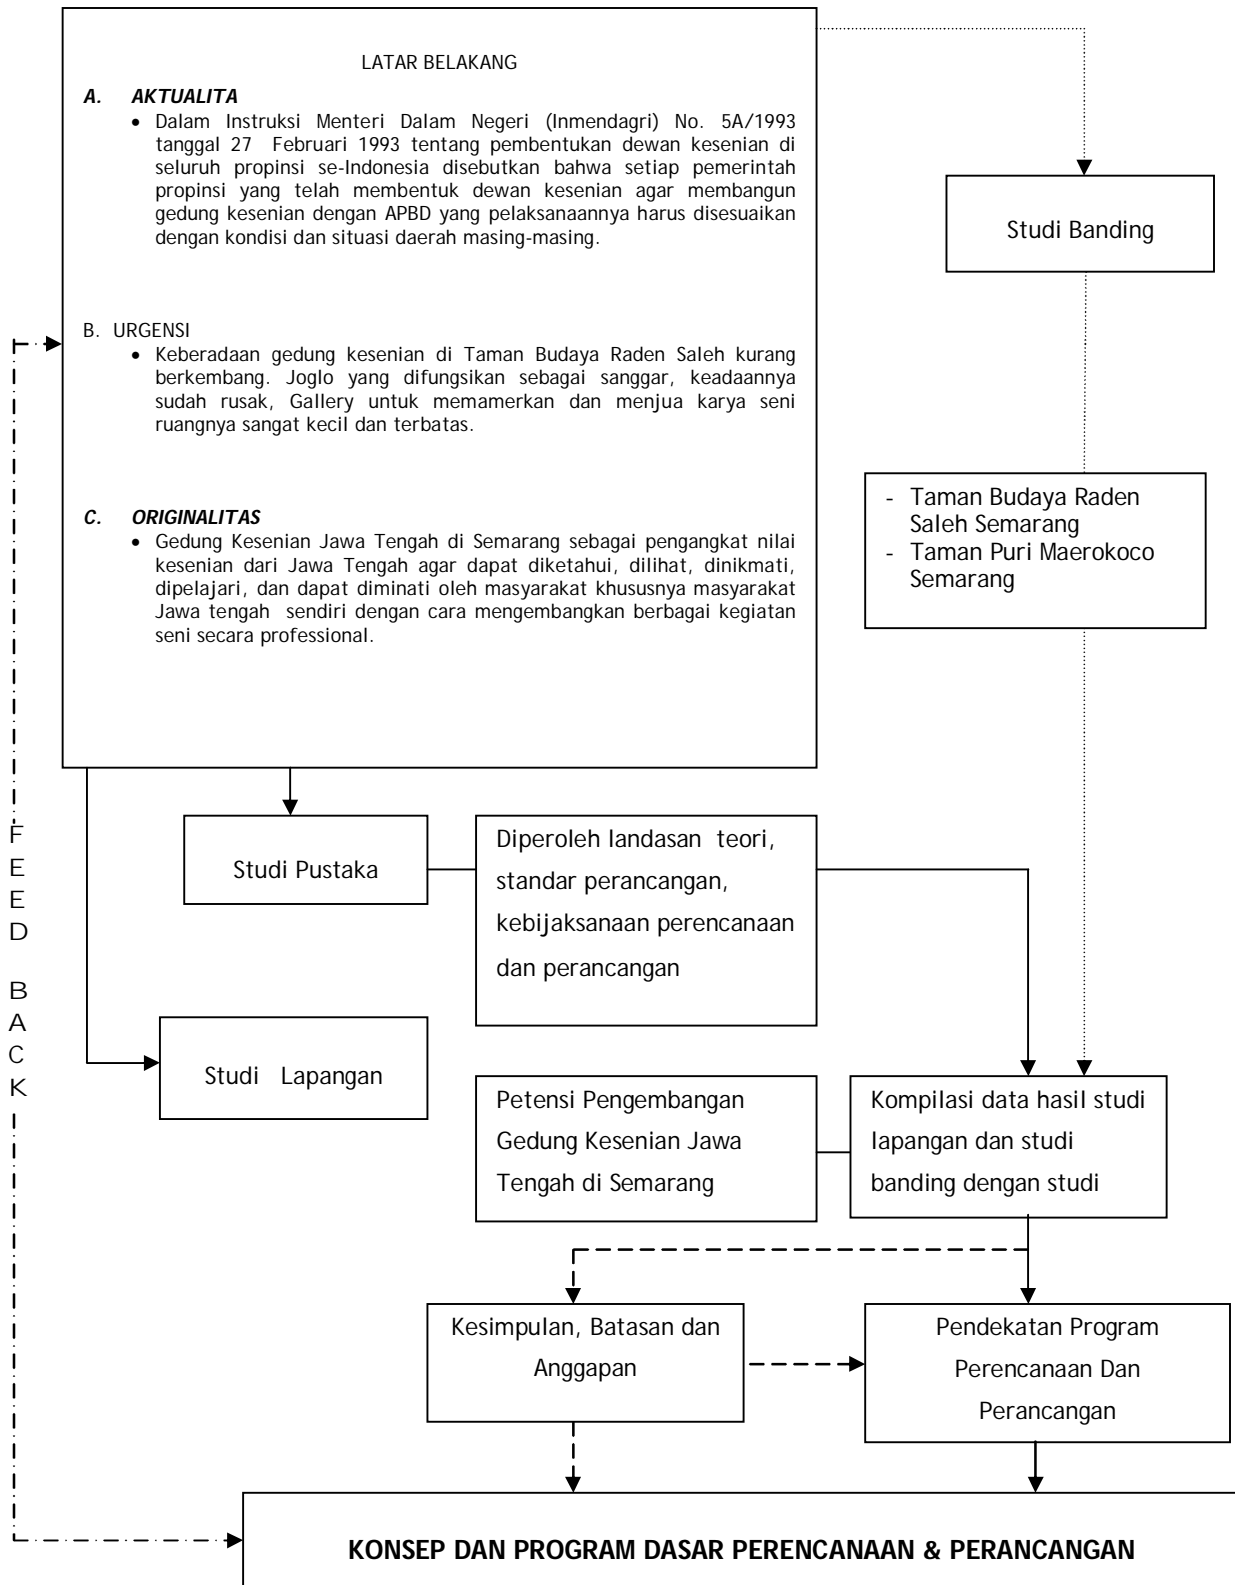 LATAR BELAKANG
A. AKTUALITA
• Dalam Instruksi Menteri Dalam Negeri (Inmendagri) No. 5A/1993
tanggal 27 Februari 1993 tentang pembentukan dewan kesenian di
seluruh propinsi se-Indonesia disebutkan bahwa setiap pemerintah
propinsi yang telah membentuk dewan kesenian agar membangun
gedung kesenian dengan APBD yang pelaksanaannya harus disesuaikan
dengan kondisi dan situasi daerah masing-masing.
B. URGENSI
• Keberadaan gedung kesenian di Taman Budaya Raden Saleh kurang
berkembang. Joglo yang difungsikan sebagai sanggar, keadaannya
sudah rusak, Gallery untuk memamerkan dan menjua karya seni
ruangnya sangat kecil dan terbatas.
C. ORIGINALITAS
• Gedung Kesenian Jawa Tengah di Semarang sebagai pengangkat nilai
kesenian dari Jawa Tengah agar dapat diketahui, dilihat, dinikmati,
dipelajari, dan dapat diminati oleh masyarakat khususnya masyarakat
Jawa tengah sendiri dengan cara mengembangkan berbagai kegiatan
seni secara professional.
Studi Banding
- Taman Budaya Raden
Saleh Semarang
- Taman Puri Maerokoco
Semarang
FEED BACK
Studi Pustaka
Diperoleh landasan teori,
standar perancangan,
kebijaksanaan perencanaan
dan perancangan
Studi Lapangan
Petensi Pengembangan
Gedung Kesenian Jawa
Tengah di Semarang
Kompilasi data hasil studi
lapangan dan studi
banding dengan studi
Kesimpulan, Batasan dan
Anggapan
Pendekatan Program
Perencanaan Dan
Perancangan
KONSEP DAN PROGRAM DASAR PERENCANAAN & PERANCANGAN